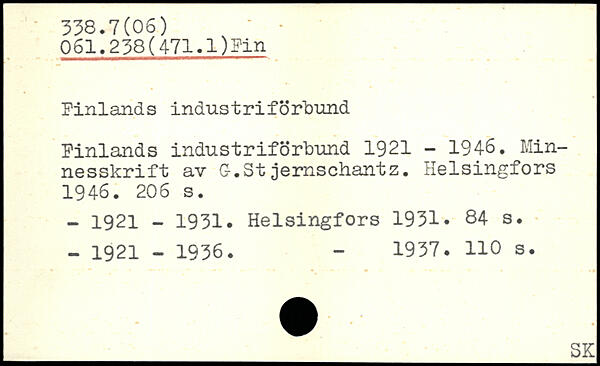 338.7(06)
061.238(471.1)Fin
Finlands industriförbund
Finlands industriförbund 1921 - 1946. Min-
nesskrift av G.Stjernschantz. Helsingfors
1946. 206 s.
- 1921 - 1931. Helsingfors 1931. 84 s.
- 1921 - 1936. - 1937. 110 s.
SK